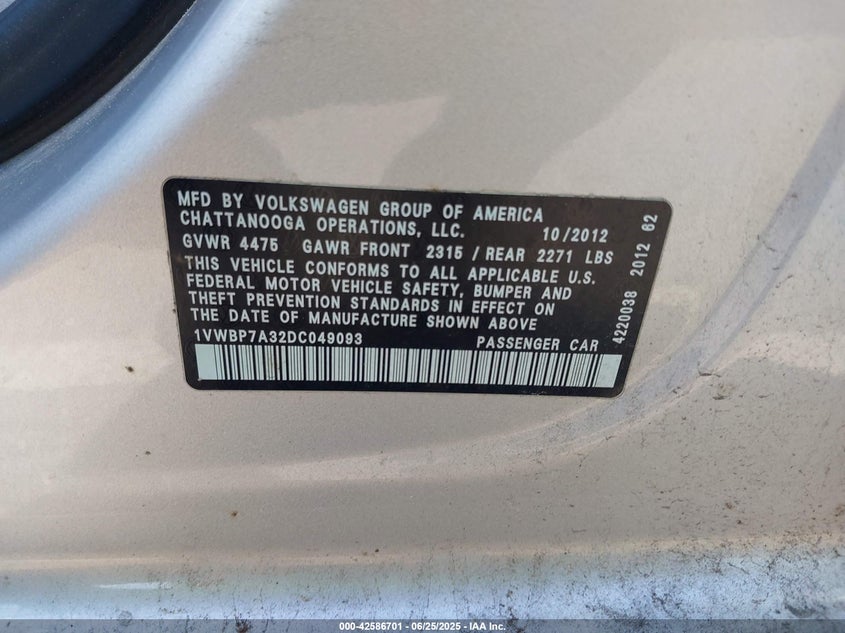 MFD BY VOLKSWAGEN GROUP OF AMERICA
CHATTANOOGA OPERATIONS, LLC. 10/2012
GVWR 4475 GAWR FRONT 2315 / REAR 2271 LBS
THIS VEHICLE CONFORMS TO ALL APPLICABLE U.S.
FEDERAL MOTOR VEHICLE SAFETY, BUMPER AND
THEFT PREVENTION STANDARDS IN EFFECT ON
THE DATE OF MANUFACTURE SHOWN ABOVE
1VWBP7A32DC049093 PASSENGER CAR
4220038 2012 62
000-42586701 - 06/25/2025 - IAA Inc.